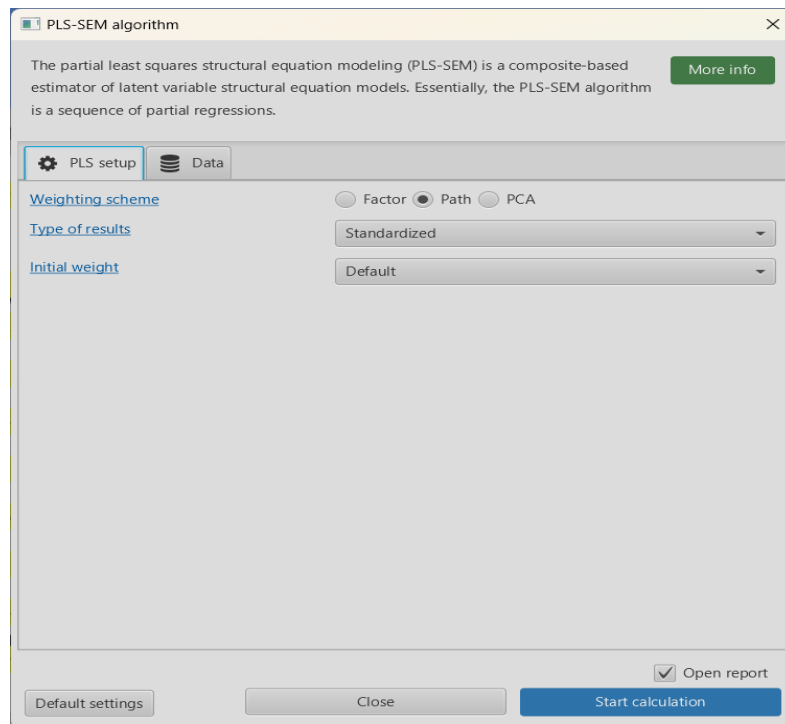 PLS-SEM algorithm
The partial least squares structural equation modeling (PLS-SEM) is a composite-based
estimator of latent variable structural equation models. Essentially, the PLS-SEM algorithm
is a sequence of partial regressions.
More info
PLS setup Data
Weighting scheme Factor Path PCA
Type of results Standardized
Initial weight Default
Open report
Default settings Close Start calculation